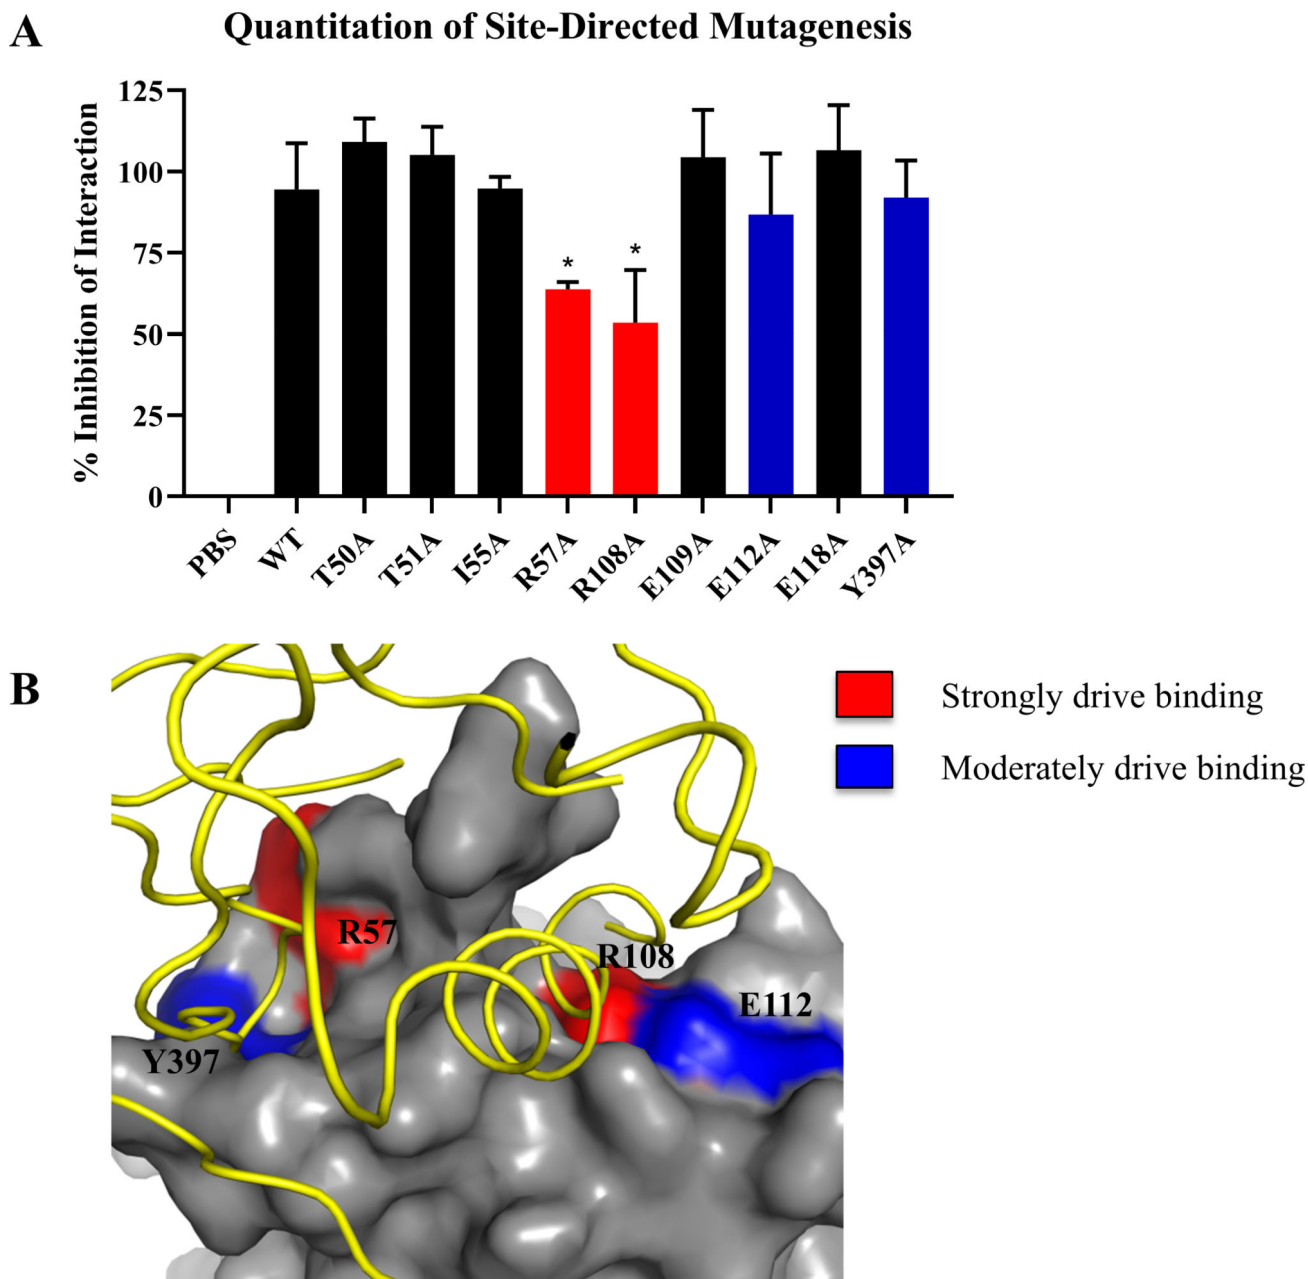 A
Quantitation of Site-Directed Mutagenesis
% Inhibition of Interaction
125
100
75
50
25
0
*
*
PBS
WT
T50A
T51A
I55A
R57A
R108A
E109A
E112A
E118A
Y397A
B
Strongly drive binding
Moderately drive binding
R57
R108
E112
Y397